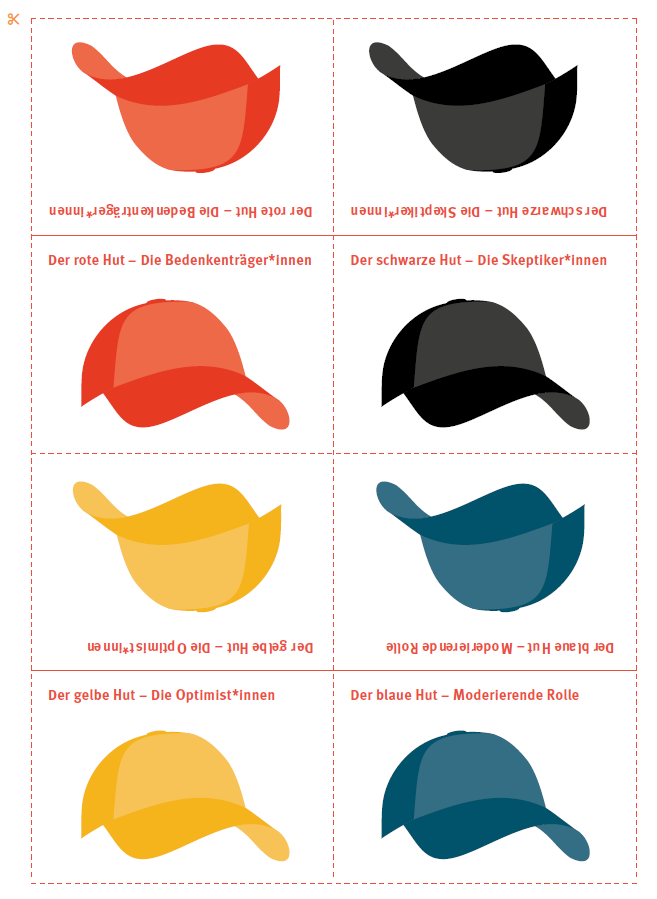 Der rote Hut – Die Bedenkenträger*innen
Der schwarze Hut – Die Skeptiker*innen
Der rote Hut – Die Bedenkenträger*innen
Der schwarze Hut – Die Skeptiker*innen
Der gelbe Hut – Die Optimist*innen
Der blaue Hut – Moderierende Rolle
Der gelbe Hut – Die Optimist*innen
Der blaue Hut – Moderierende Rolle